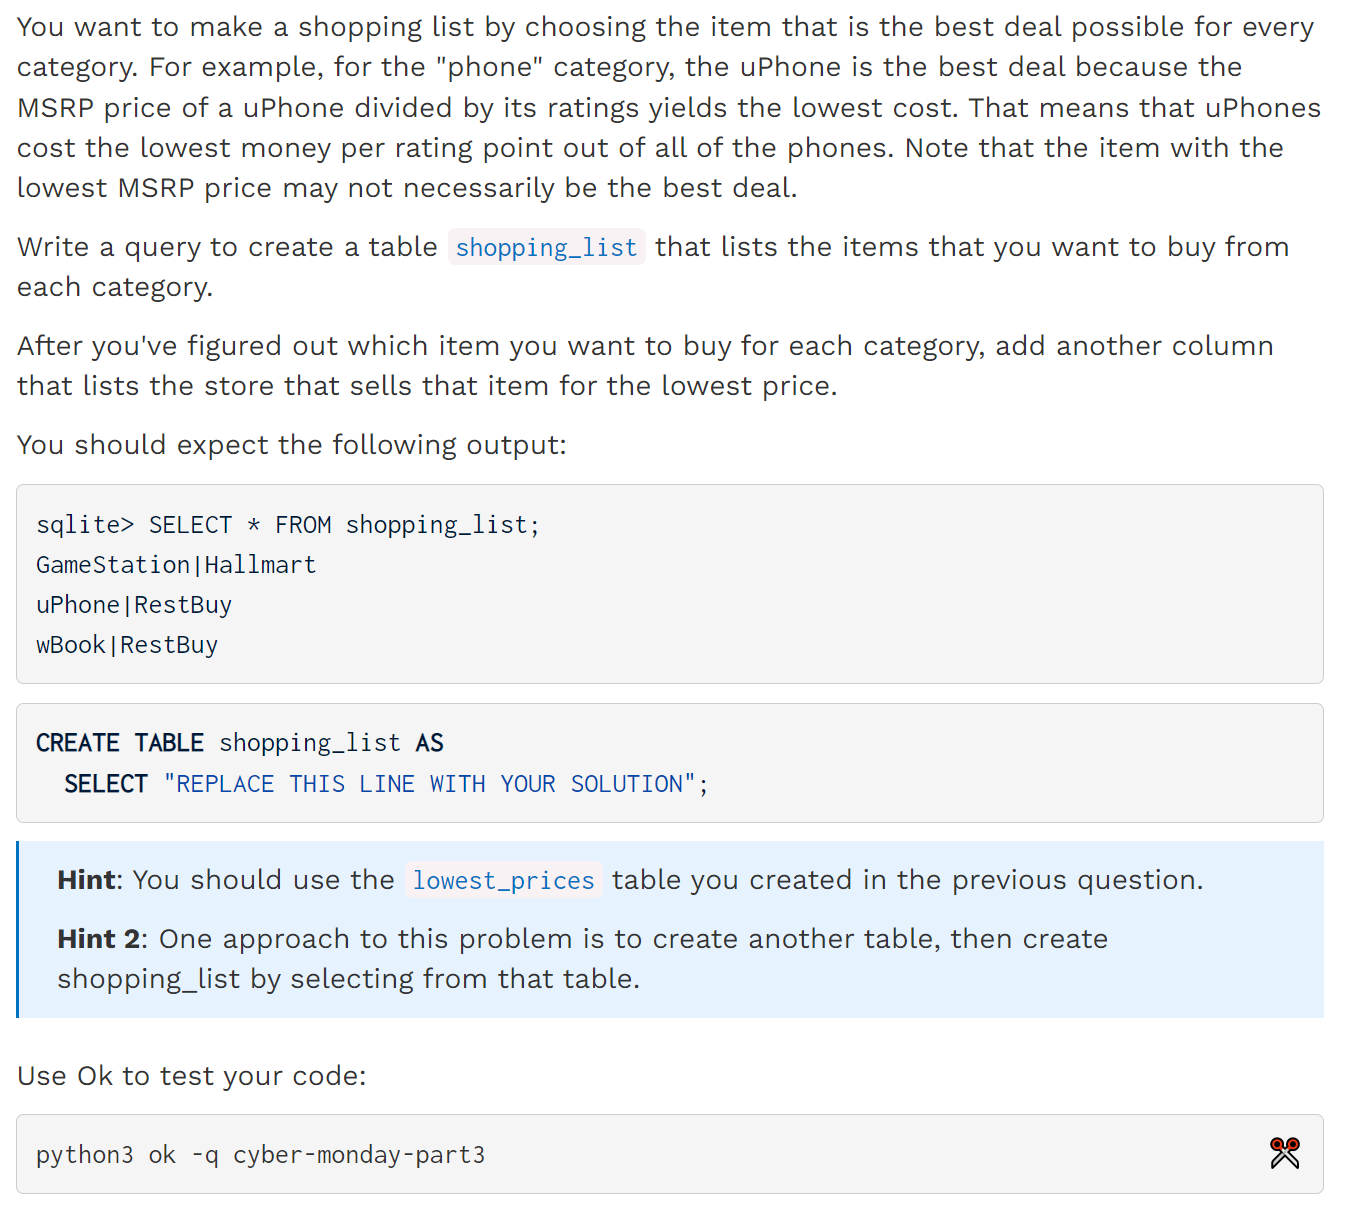 You want to make a shopping list by choosing the item that is the best deal possible for every
category. For example, for the "phone" category, the uPhone is the best deal because the
MSRP price of a uPhone divided by its ratings yields the lowest cost. That means that uPhones
cost the lowest money per rating point out of all of the phones. Note that the item with the
lowest MSRP price may not necessarily be the best deal.
Write a query to create a table shopping_list that lists the items that you want to buy from
each category.
After you've figured out which item you want to buy for each category, add another column
that lists the store that sells that item for the lowest price.
You should expect the following output:
sqlite> SELECT * FROM shopping_list;
GameStation|Hallmart
uPhone|RestBuy
wBook|RestBuy
CREATE TABLE shopping_list AS
SELECT "REPLACE THIS LINE WITH YOUR SOLUTION";
Hint: You should use the lowest_prices table you created in the previous question.
Hint 2: One approach to this problem is to create another table, then create
shopping_list by selecting from that table.
Use Ok to test your code:
python3 ok -q cyber-monday-part3